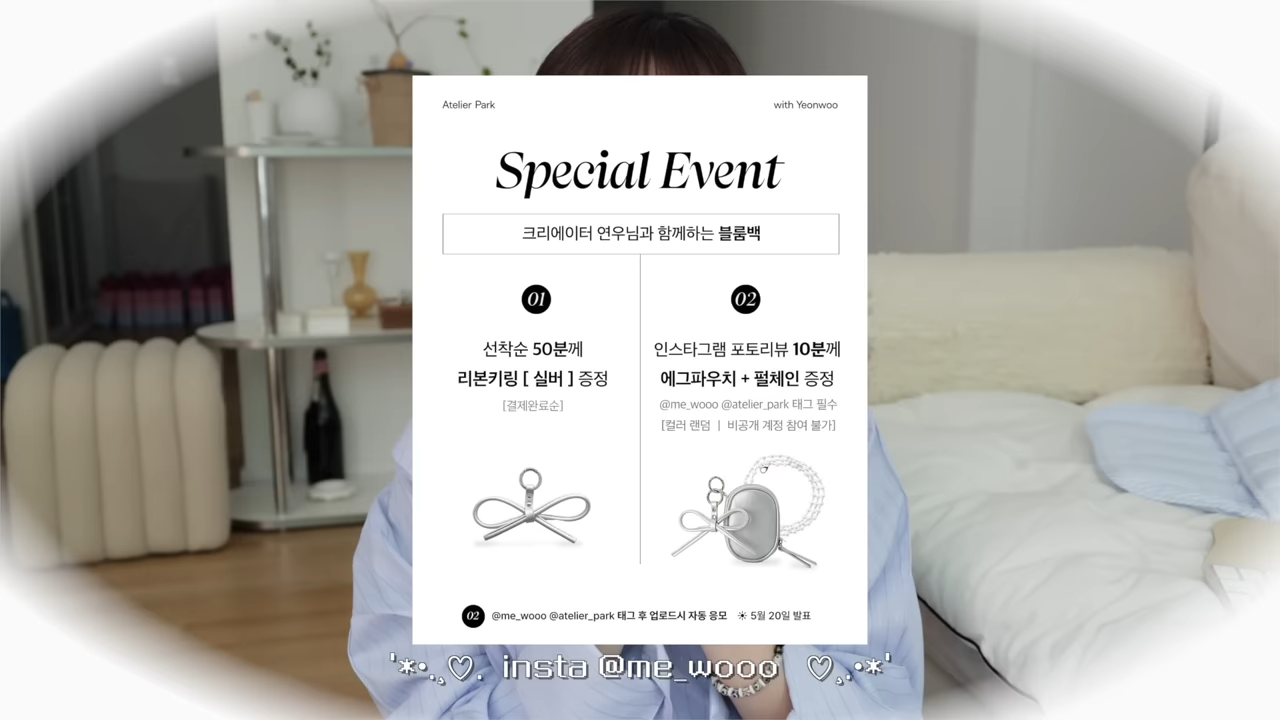 Atelier Park
with Yeonwoo
Special Event
크리에이터 연우님과 함께하는 블룸백
01
선착순 50분께
리본키링 [ 실버 ] 증정
[결제완료순]
02
인스타그램 포토리뷰 10분께
에그파우치 + 펄체인 증정
@me_wooo @atelier_park 태그 필수
[컬러 랜덤 | 비공개 계정 참여 불가]
02 @me_wooo @atelier_park 태그 후 업로드시 자동 응모 ☀ 5월 20일 발표
'*•.¸♡. insta @me_wooo ♡¸.•*'